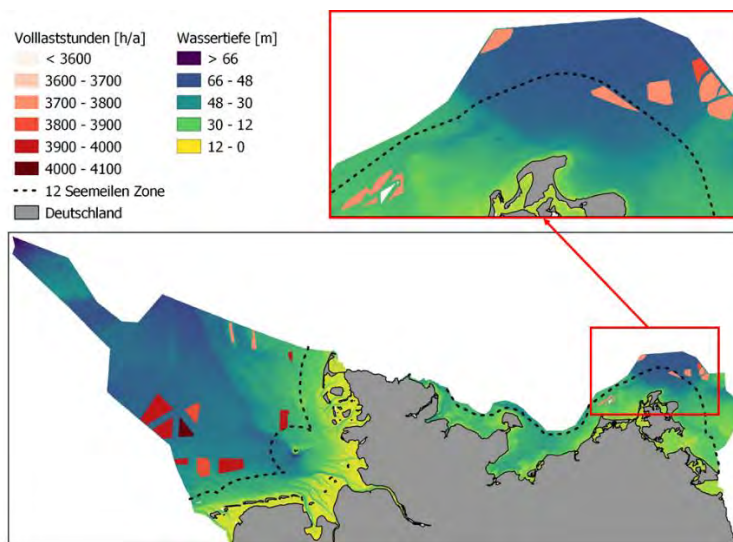 Volllaststunden [h/a]
< 3600
3600 - 3700
3700 - 3800
3800 - 3900
3900 - 4000
4000 - 4100
12 Seemeilen Zone
Deutschland
Wassertiefe [m]
> 66
66 - 48
48 - 30
30 - 12
12 - 0